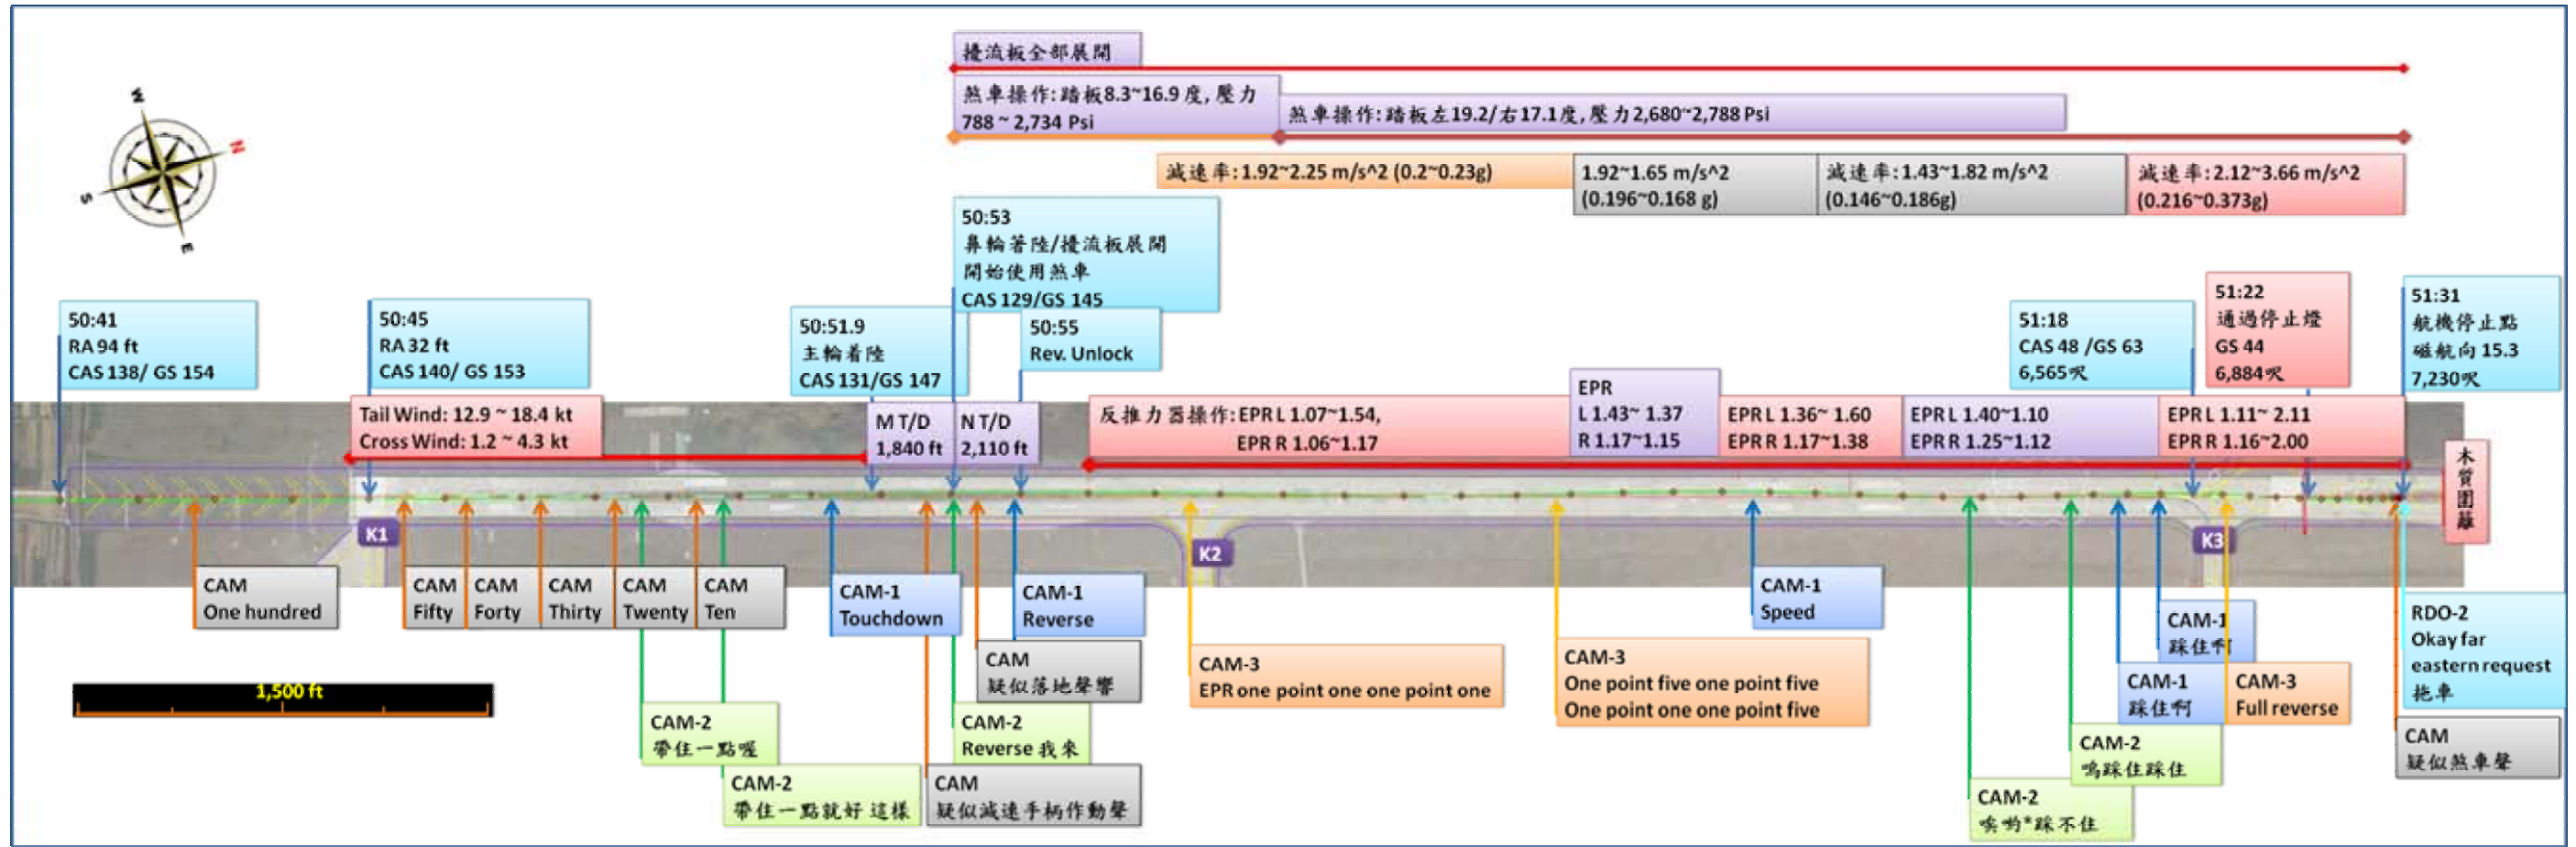 擾流板全部展開
煞車操作:踏板8.3~16.9 度, 壓力
788 ~ 2,734 Psi
煞車操作:踏板左19.2/右17.1度, 壓力2,680~2,788 Psi
減速率:1.92~2.25 m/s^2 (0.2~0.23g)
1.92~1.65 m/s^2
(0.196~0.168 g)
減速率:1.43~1.82 m/s^2
(0.146~0.186g)
減速率:2.12~3.66 m/s^2
(0.216~0.373g)
W
N
S
E
50:41
RA 94 ft
CAS 138/ GS 154
50:45
RA 32 ft
CAS 140/ GS 153
50:51.9
主輪着陸
CAS 131/GS 147
50:53
鼻輪着陸/擾流板展開
開始使用煞車
CAS 129/GS 145
50:55
Rev. Unlock
51:18
CAS 48 /GS 63
6,565呎
51:22
通過停止燈
GS 44
6,884呎
51:31
航機停止點
磁航向 15.3
7,230呎
Tail Wind: 12.9 ~ 18.4 kt
Cross Wind: 1.2 ~ 4.3 kt
M T/D
1,840 ft
N T/D
2,110 ft
反推力器操作: EPR L 1.07~1.54,
EPR R 1.06~1.17
EPR
L 1.43~ 1.37
R 1.17~1.15
EPR L 1.36~ 1.60
EPR R 1.17~1.38
EPR L 1.40~1.10
EPR R 1.25~1.12
EPR L 1.11~ 2.11
EPR R 1.16~2.00
木質圍籬
K1
K2
K3
CAM
One hundred
CAM
Fifty
CAM
Forty
CAM
Thirty
CAM
Twenty
CAM
Ten
CAM-1
Touchdown
CAM-1
Reverse
CAM
疑似落地聲響
CAM-2
帶住一點喔
CAM-2
帶住一點就好 這樣
CAM-2
Reverse 我來
CAM
疑似減速手柄作動聲
CAM-3
EPR one point one one point one
CAM-3
One point five one point five
One point one one point five
CAM-1
Speed
CAM-2
唉喲*踩不住
CAM-2
嗚踩住踩住
CAM-1
踩住啊
CAM-1
踩住啊
CAM-3
Full reverse
RDO-2
Okay far
eastern request
拖車
CAM
疑似煞車聲
1,500 ft